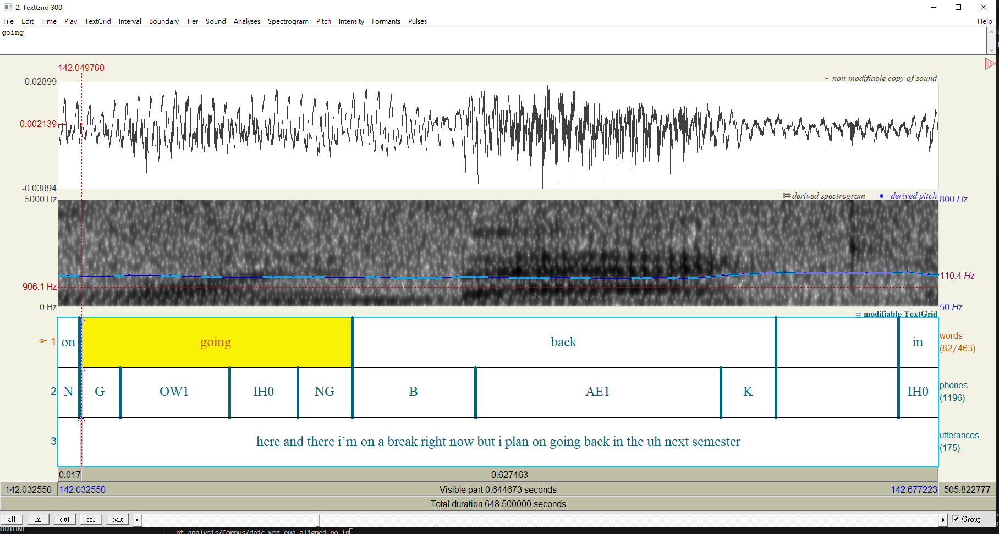 2. TextGrid 300
File Edit Time Play TextGrid Interval Boundary Tier Sound Analyses Spectrogram Pitch Intensity Formants Pulses Help
going
142.049760
0.02899
~ non-modifiable copy of sound
0.002139
-0.03894
5000 Hz
derived spectrogram
derived pitch
800 Hz
110.4 Hz
906.1 Hz
0 Hz
50 Hz
modifiable TextGrid
1 on going back in words
(82/463)
2 N G OW1 IH0 NG B AE1 K IH0 phones
(1196)
3 here and there i'm on a break right now but i plan on going back in the uh next semester utterances
(175)
0.017 0.627463
142.032550 142.032550 Visible part 0.644673 seconds 142.677223 505.822777
Total duration 648.500000 seconds
all in out sel bak Group
OUTLINE